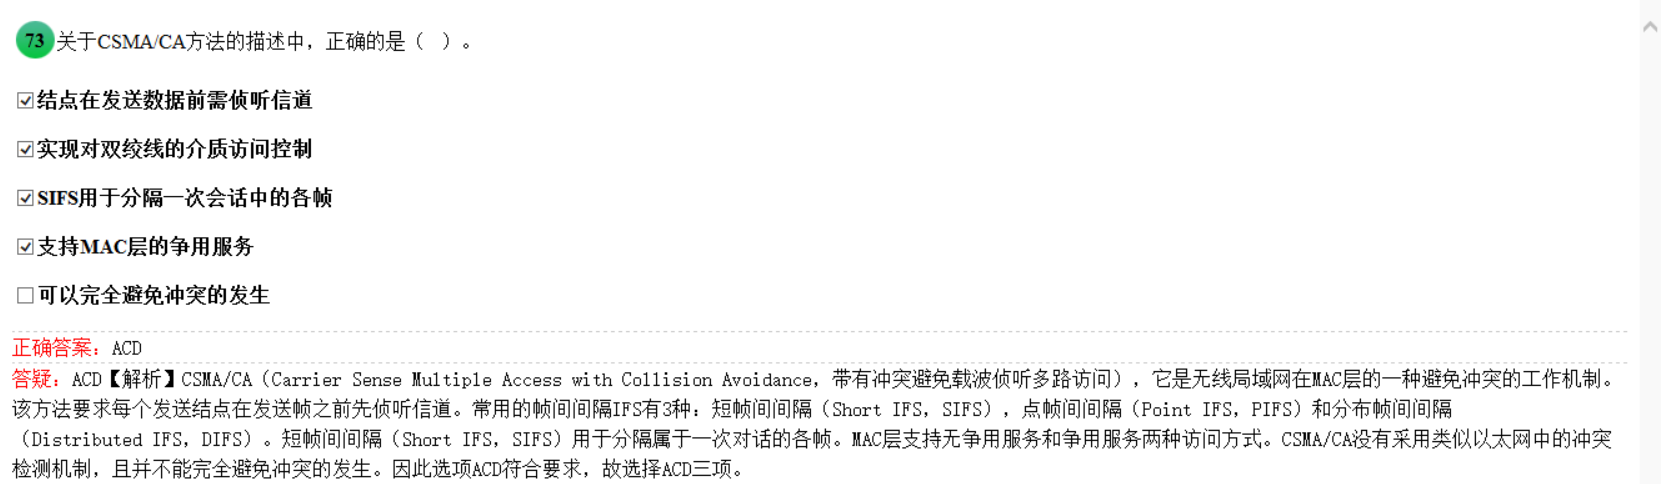 73 关于CSMA/CA方法的描述中，正确的是（  ）。
结点在发送数据前需侦听信道
实现对双绞线的介质访问控制
SIFS用于分隔一次会话中的各帧
支持MAC层的争用服务
可以完全避免冲突的发生
正确答案：ACD
答疑：ACD【解析】CSMA/CA（Carrier Sense Multiple Access with Collision Avoidance，带有冲突避免载波侦听多路访问），它是无线局域网在MAC层的一种避免冲突的工作机制。
该方法要求每个发送结点在发送帧之前先侦听信道。常用的帧间间隔IFS有3种：短帧间间隔（Short IFS，SIFS），点帧间间隔（Point IFS，PIFS）和分布帧间间隔
（Distributed IFS，DIFS）。短帧间间隔（Short IFS，SIFS）用于分隔属于一次对话的各帧。MAC层支持无争用服务和争用服务两种访问方式。CSMA/CA没有采用类似以太网中的冲突
检测机制，且并不能完全避免冲突的发生。因此选项ACD符合要求，故选择ACD三项。